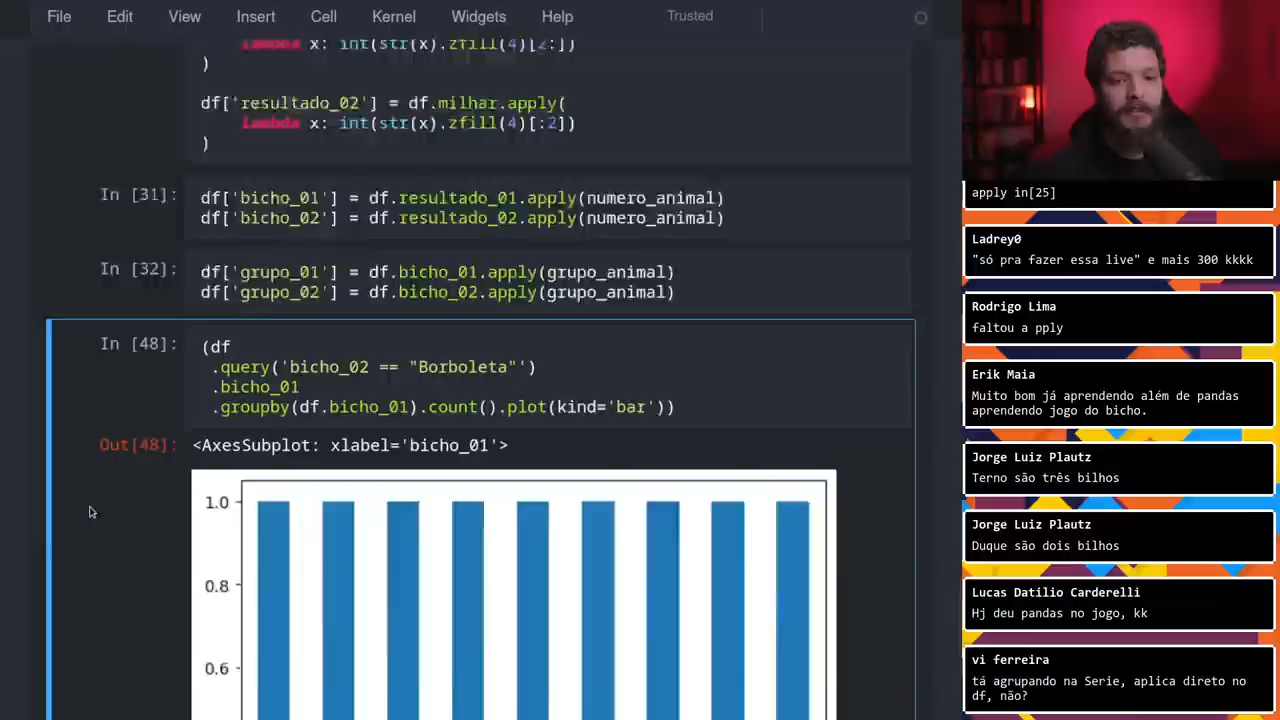 File Edit View Insert Cell Kernel Widgets Help Trusted
lambda x: int(str(x).zfill(4)[2:])
)
df['resultado_02'] = df.milhar.apply(
lambda x: int(str(x).zfill(4)[:2])
)
In [31]:
df['bicho_01'] = df.resultado_01.apply(numero_animal)
df['bicho_02'] = df.resultado_02.apply(numero_animal)
In [32]:
df['grupo_01'] = df.bicho_01.apply(grupo_animal)
df['grupo_02'] = df.bicho_02.apply(grupo_animal)
In [48]:
(df
.query('bicho_02 == "Borboleta"')
.bicho_01
.groupby(df.bicho_01).count().plot(kind='bar'))
Out[48]:
<AxesSubplot: xlabel='bicho_01'>
1.0
0.8
0.6
apply in[25]
Ladrey0
"só pra fazer essa live" e mais 300 kkkk
Rodrigo Lima
faltou a pply
Erik Maia
Muito bom já aprendendo além de pandas
aprendendo jogo do bicho.
Jorge Luiz Plautz
Terno são três bilhos
Jorge Luiz Plautz
Duque são dois bilhos
Lucas Datilio Carderelli
Hj deu pandas no jogo, kk
vi ferreira
tá agrupando na Serie, aplica direto no
df, não?